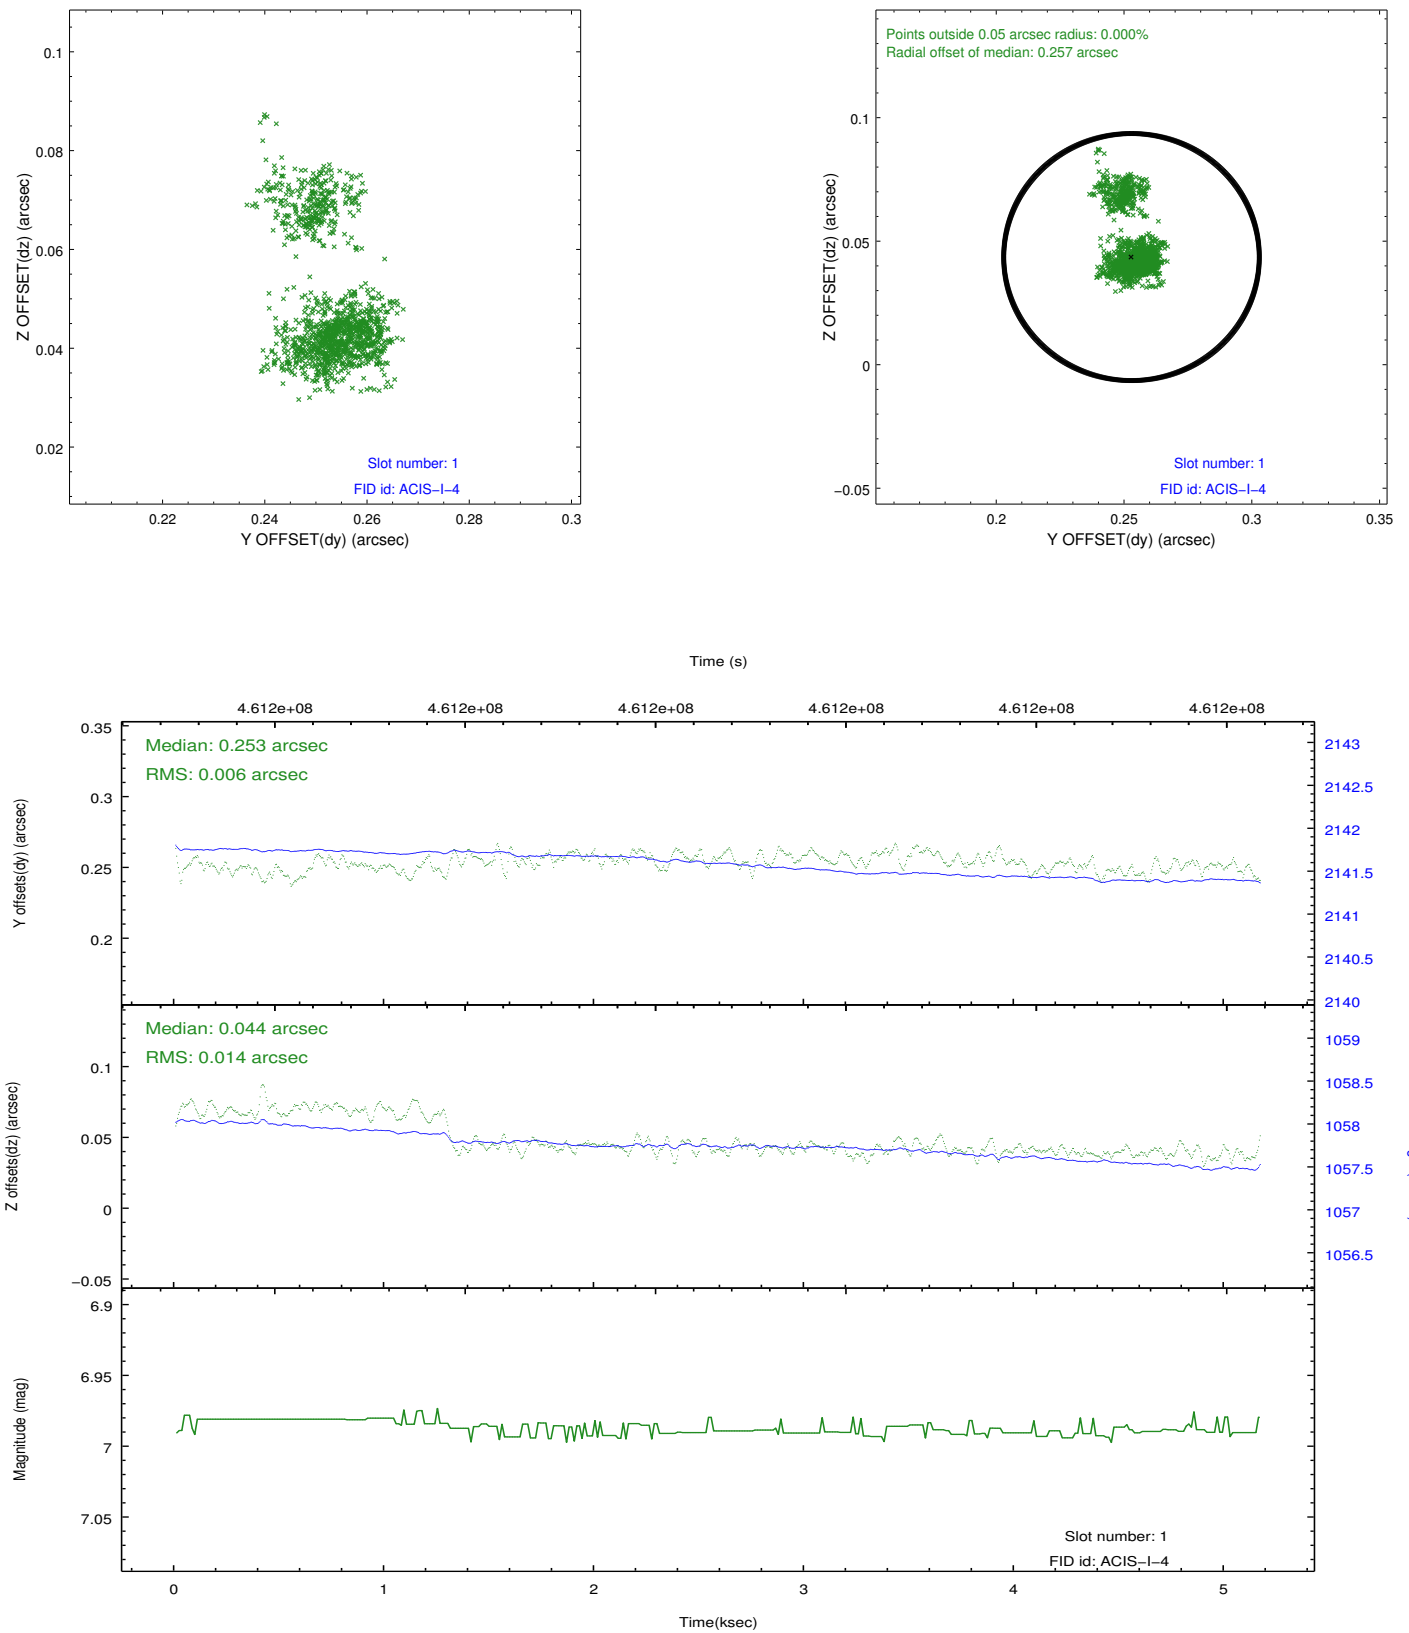 0.1
0.08
0.06
0.04
0.02
Z OFFSET(dz) (arcsec)
Slot number: 1
FID id: ACIS−I−4
0.22 0.24 0.26 0.28 0.3
Y OFFSET(dy) (arcsec)
Points outside 0.05 arcsec radius: 0.000%
Radial offset of median: 0.257 arcsec
0.1
0.05
0
−0.05
Z OFFSET(dz) (arcsec)
Slot number: 1
FID id: ACIS−I−4
0.2 0.25 0.3 0.35
Y OFFSET(dy) (arcsec)
Time (s)
4.612e+08 4.612e+08 4.612e+08 4.612e+08 4.612e+08 4.612e+08
0.35
0.3
0.25
0.2
Y offsets(dy) (arcsec)
Median: 0.253 arcsec
RMS: 0.006 arcsec
2143
2142.5
2142
2141.5
2141
2140.5
2140
0.1
0.05
0
−0.05
Z offsets(dz) (arcsec)
Median: 0.044 arcsec
RMS: 0.014 arcsec
1059
1058.5
1058
1057.5
1057
1056.5
6.9
6.95
7
7.05
Magnitude (mag)
Slot number: 1
FID id: ACIS−I−4
0 1 2 3 4 5
Time(ksec)